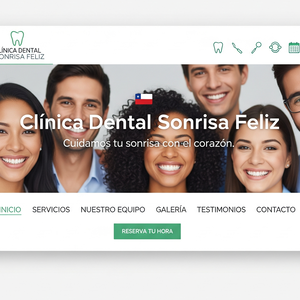 CLÍNICA DENTAL
SONRISA FELIZ
Clínica Dental Sonrisa Feliz
Cuidamos tu sonrisa con el corazón.
INICIO SERVICIOS NUESTRO EQUIPO GALERÍA TESTIMONIOS CONTACTO
RESERVA TU HORA